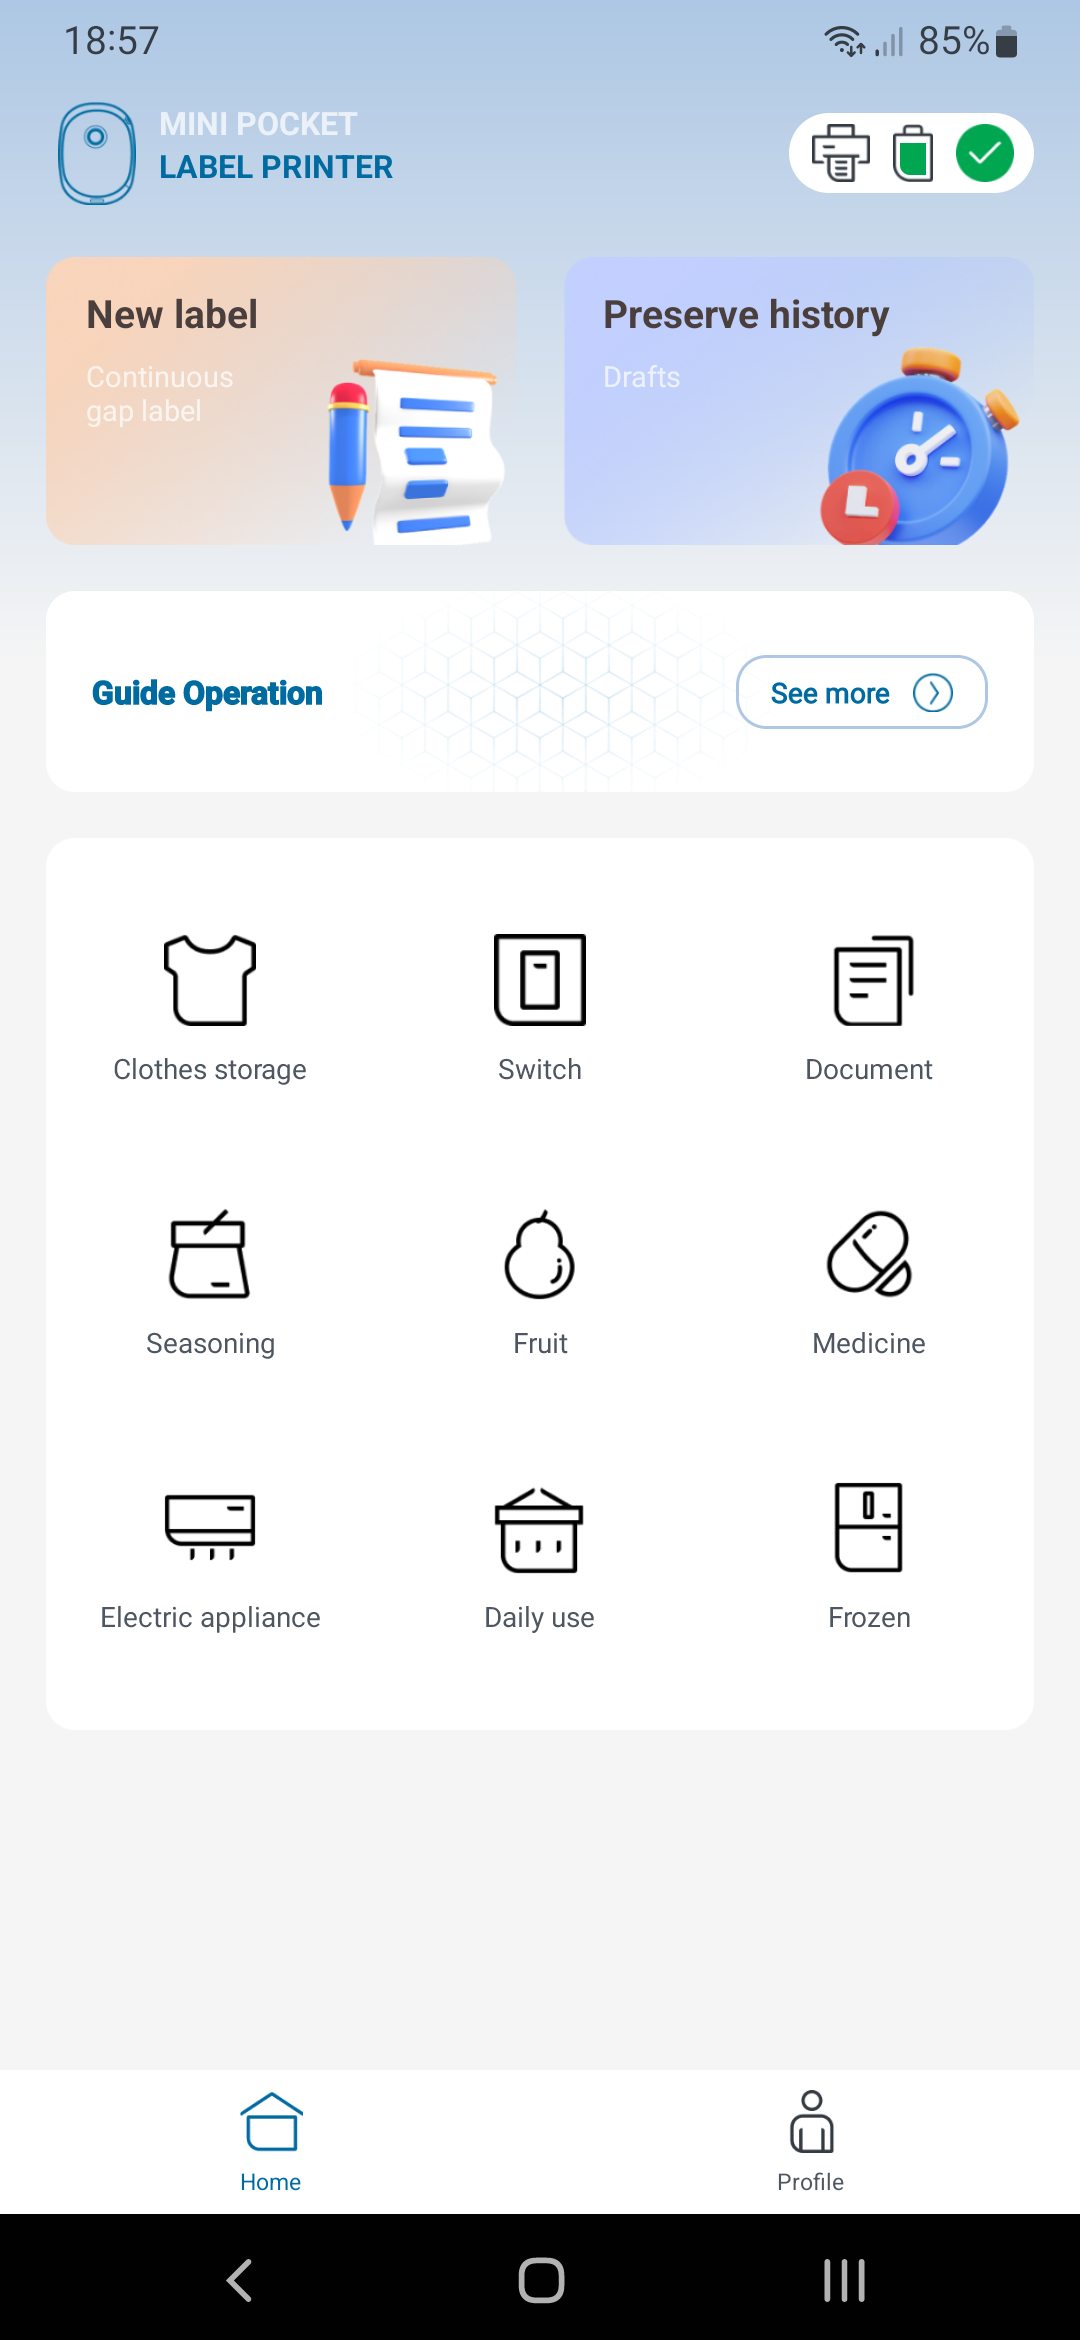 18:57
85%
MINI POCKET
LABEL PRINTER
New label
Continuous
gap label
Preserve history
Drafts
Guide Operation
See more
Clothes storage
Switch
Document
Seasoning
Fruit
Medicine
Electric appliance
Daily use
Frozen
Home
Profile